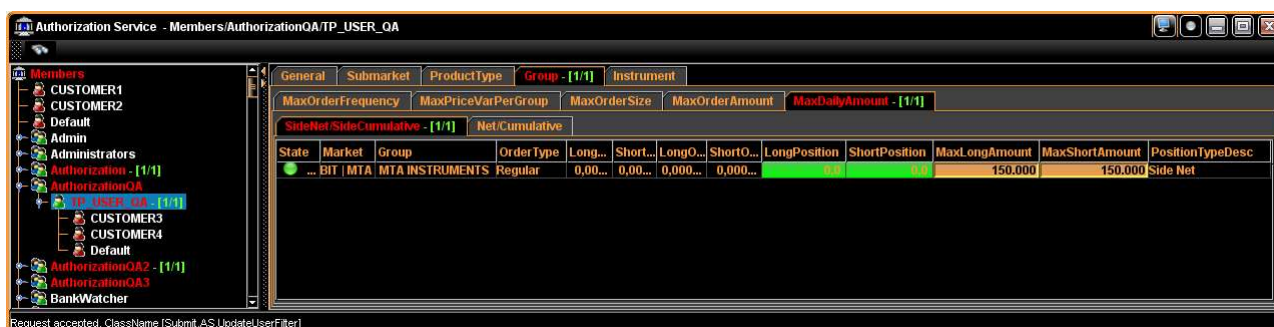 Authorization Service - Members/AuthorizationQA/TP_USER_QA
Members
CUSTOMER1
CUSTOMER2
Default
Admin
Administrators
Authorization - [1/1]
AuthorizationQA
TP_USER_QA - [1/1]
CUSTOMER3
CUSTOMER4
Default
AuthorizationQA2 - [1/1]
AuthorizationQA3
BankWatcher
General Submarket ProductType Group - [1/1] Instrument
MaxOrderFrequency MaxPriceVarPerGroup MaxOrderSize MaxOrderAmount MaxDailyAmount - [1/1]
SideNet/SideCumulative - [1/1] Net/Cumulative
State Market Group OrderType Long... Short... LongO... ShortO... LongPosition ShortPosition MaxLongAmount MaxShortAmount PositionTypeDesc
... BIT | MTA MTA INSTRUMENTS Regular 0,00... 0,00... 0,000... 0,000... 0,0 0,0 150.000 150.000 Side Net
Request accepted. ClassName [Submit.AS.UpdateUserFilter]